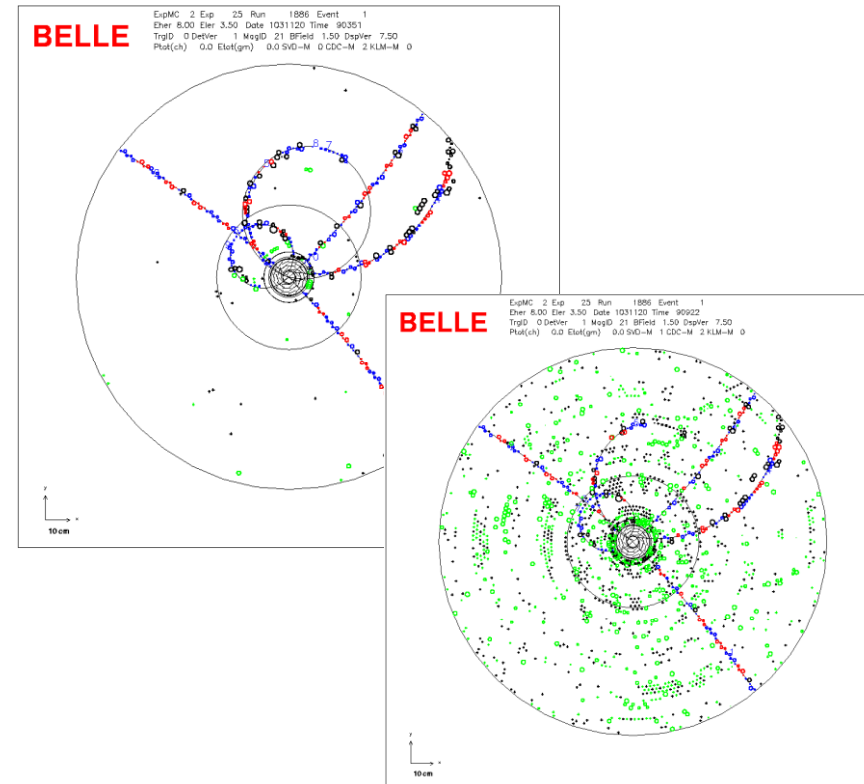 BELLE
ExpMC 2 Exp 25 Run 1886 Event 1
Eher 8.00 Eler 3.50 Date 1031120 Time 90351
TrgID 0 DetVer 1 MagID 21 BField 1.50 DspVer 7.50
Ptot(ch) 0.0 Etot(gm) 0.0 SVD-M 0 CDC-M 2 KLM-M 0
y
x
10 cm
BELLE
ExpMC 2 Exp 25 Run 1886 Event 1
Eher 8.00 Eler 3.50 Date 1031120 Time 90922
TrgID 0 DetVer 1 MagID 21 BField 1.50 DspVer 7.50
Ptot(ch) 0.0 Etot(gm) 0.0 SVD-M 1 CDC-M 2 KLM-M 0
y
x
10 cm